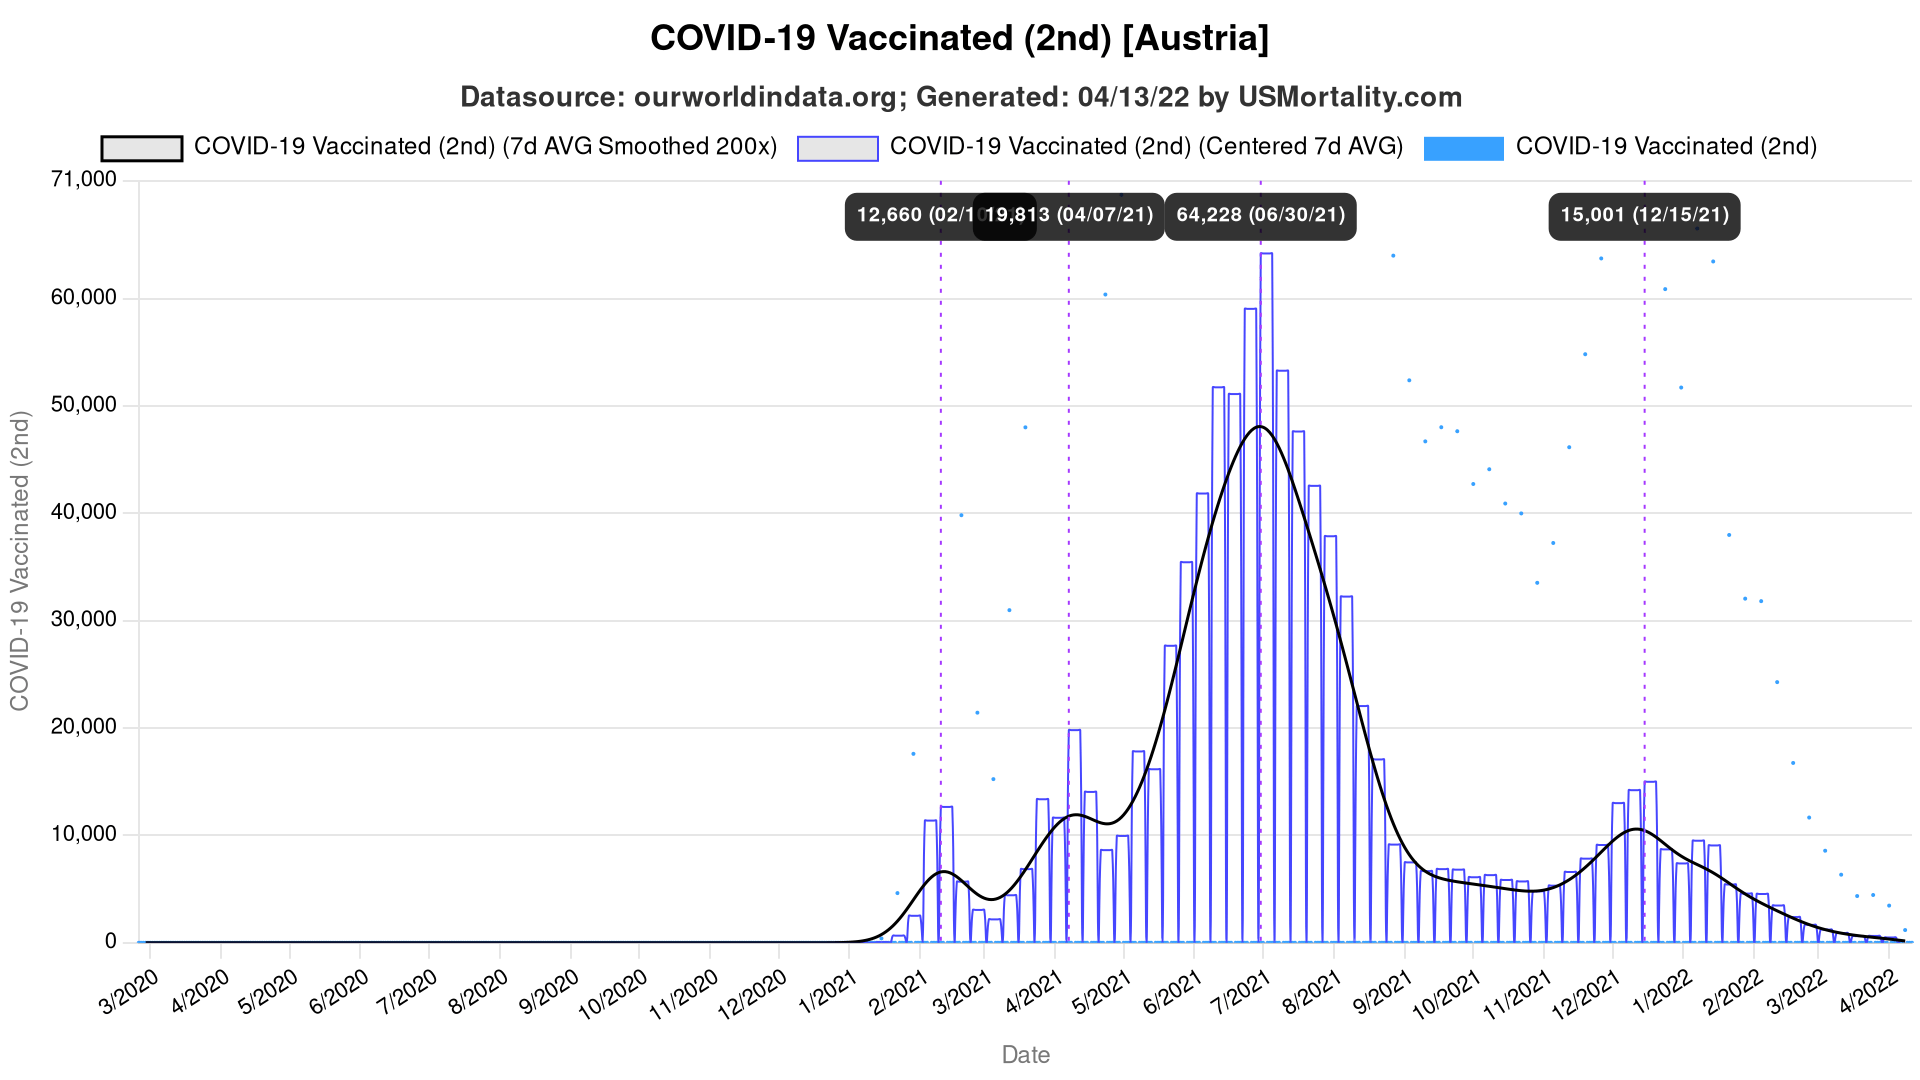 COVID-19 Vaccinated (2nd) [Austria]
Datasource: ourworldindata.org; Generated: 04/13/22 by USMortality.com
COVID-19 Vaccinated (2nd) (7d AVG Smoothed 200x) COVID-19 Vaccinated (2nd) (Centered 7d AVG) COVID-19 Vaccinated (2nd)
71,000
12,660 (02/10 19,813 (04/07/21) 64,228 (06/30/21) 15,001 (12/15/21)
60,000
50,000
40,000
30,000
20,000
10,000
0
COVID-19 Vaccinated (2nd)
3/2020 4/2020 5/2020 6/2020 7/2020 8/2020 9/2020 10/2020 11/2020 12/2020 1/2021 2/2021 3/2021 4/2021 5/2021 6/2021 7/2021 8/2021 9/2021 10/2021 11/2021 12/2021 1/2022 2/2022 3/2022 4/2022
Date